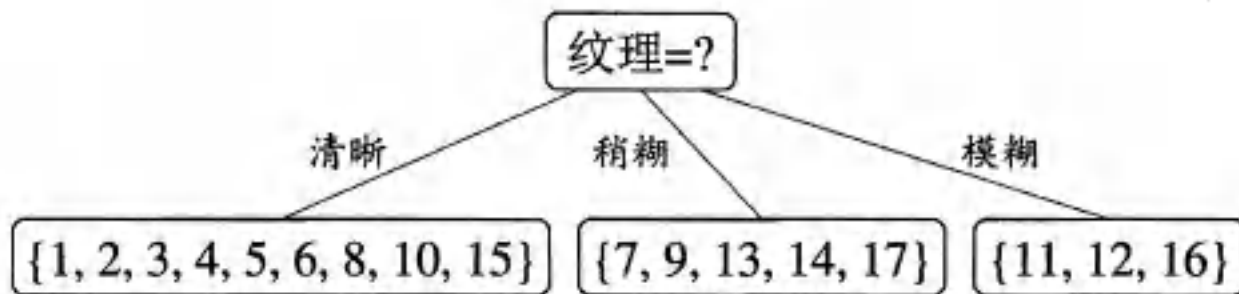 纹理=?
清晰 稍糊 模糊
{1, 2, 3, 4, 5, 6, 8, 10, 15} {7, 9, 13, 14, 17} {11, 12, 16}